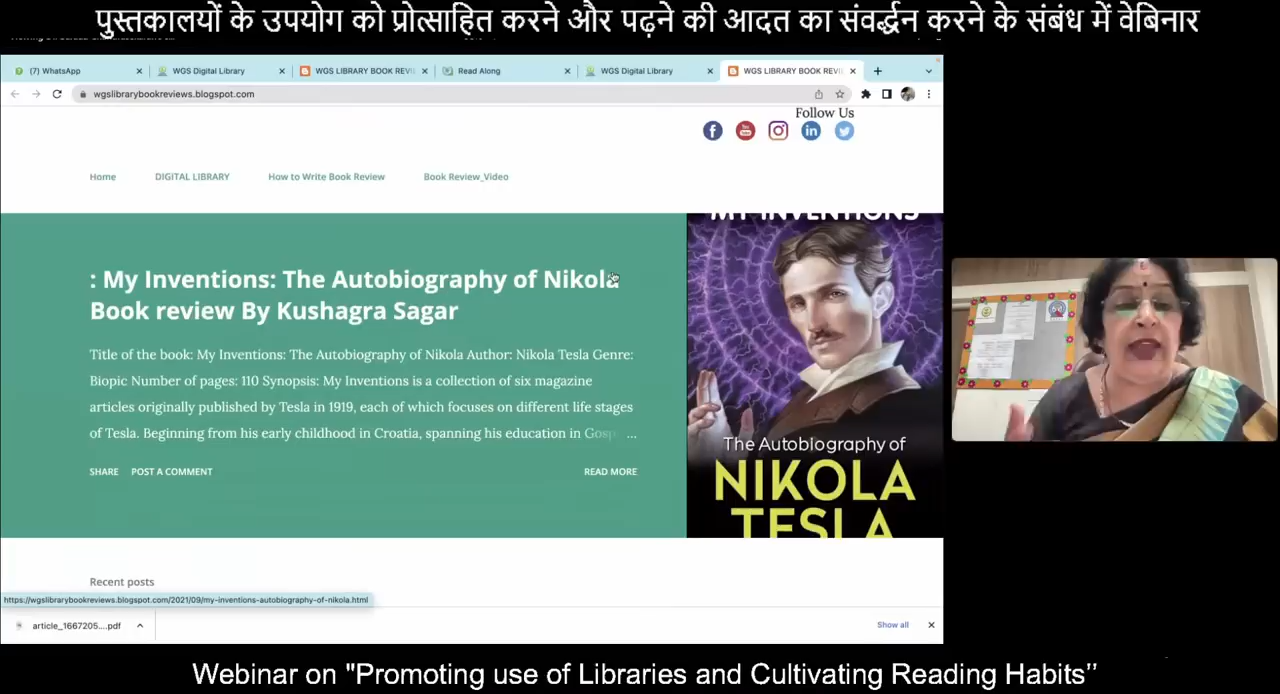 पुस्तकालयों के उपयोग को प्रोत्साहित करने और पढ़ने की आदत का संवर्द्धन करने के संबंध में वेबिनार
(7) WhatsApp
WGS Digital Library
WGS LIBRARY BOOK REVI
Read Along
WGS Digital Library
WGS LIBRARY BOOK REVI
wgslibrarybookreviews.blogspot.com
Follow Us
Home
DIGITAL LIBRARY
How to Write Book Review
Book Review_Video
: My Inventions: The Autobiography of Nikola
Book review By Kushagra Sagar
Title of the book: My Inventions: The Autobiography of Nikola Author: Nikola Tesla Genre:
Biopic Number of pages: 110 Synopsis: My Inventions is a collection of six magazine
articles originally published by Tesla in 1919, each of which focuses on different life stages
of Tesla. Beginning from his early childhood in Croatia, spanning his education in Gosp ...
SHARE
POST A COMMENT
READ MORE
MY INVENTIONS
The Autobiography of
NIKOLA
TESLA
Recent posts
https://wgslibrarybookreviews.blogspot.com/2021/09/my-inventions-autobiography-of-nikola.html
article_1667205....pdf
Show all
Webinar on "Promoting use of Libraries and Cultivating Reading Habits''